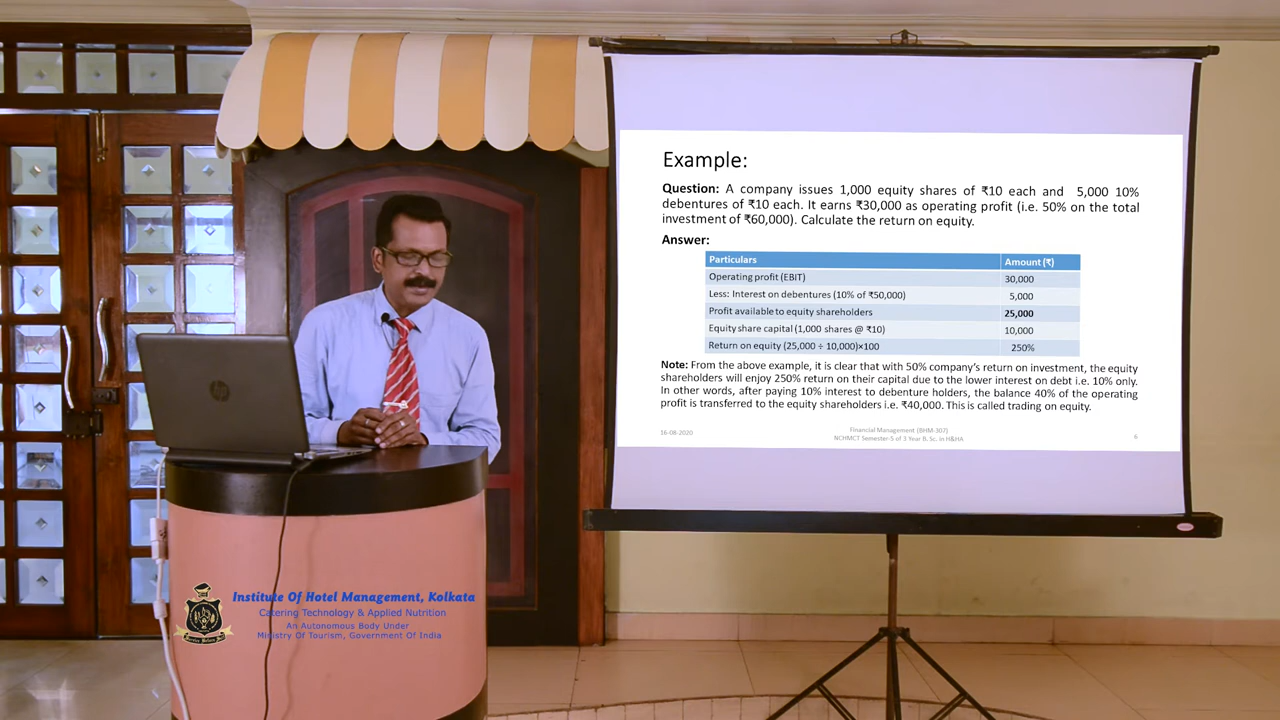 Example:
Question: A company issues 1,000 equity shares of ₹10 each and 5,000 10%
debentures of ₹10 each. It earns ₹30,000 as operating profit (i.e. 50% on the total
investment of ₹60,000). Calculate the return on equity.
Answer:
Particulars Amount (₹)
Operating profit (EBIT) 30,000
Less: Interest on debentures (10% of ₹50,000) 5,000
Profit available to equity shareholders 25,000
Equity share capital (1,000 shares @ ₹10) 10,000
Return on equity (25,000 ÷ 10,000)×100 250%
Note: From the above example, it is clear that with 50% company's return on investment, the equity
shareholders will enjoy 250% return on their capital due to the lower interest on debt i.e. 10% only.
In other words, after paying 10% interest to debenture holders, the balance 40% of the operating
profit is transferred to the equity shareholders i.e. ₹40,000. This is called trading on equity.
16-08-2020
Financial Management (BHM-307)
NCHMCT Semester-5 of 3 Year B. Sc. in H&HA
6
hp
Institute Of Hotel Management, Kolkata
Catering Technology & Applied Nutrition
An Autonomous Body Under
Ministry Of Tourism, Government Of India